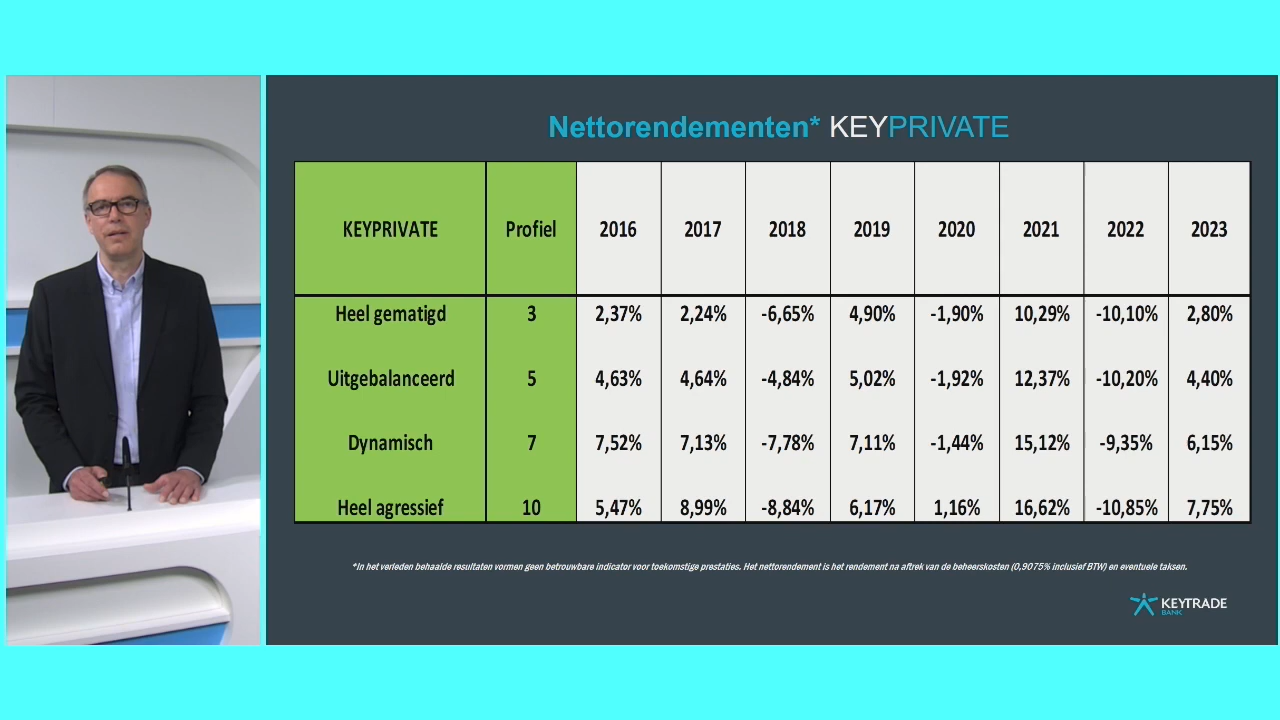 Nettorendementen* KEYPRIVATE
KEYPRIVATE Profiel 2016 2017 2018 2019 2020 2021 2022 2023
Heel gematigd 3 2,37% 2,24% -6,65% 4,90% -1,90% 10,29% -10,10% 2,80%
Uitgebalanceerd 5 4,63% 4,64% -4,84% 5,02% -1,92% 12,37% -10,20% 4,40%
Dynamisch 7 7,52% 7,13% -7,78% 7,11% -1,44% 15,12% -9,35% 6,15%
Heel agressief 10 5,47% 8,99% -8,84% 6,17% 1,16% 16,62% -10,85% 7,75%
*In het verleden behaalde resultaten vormen geen betrouwbare indicator voor toekomstige prestaties. Het nettorendement is het rendement na aftrek van de beheerskosten (0,9075% inclusief BTW) en eventuele taksen.
KEYTRADE
BANK